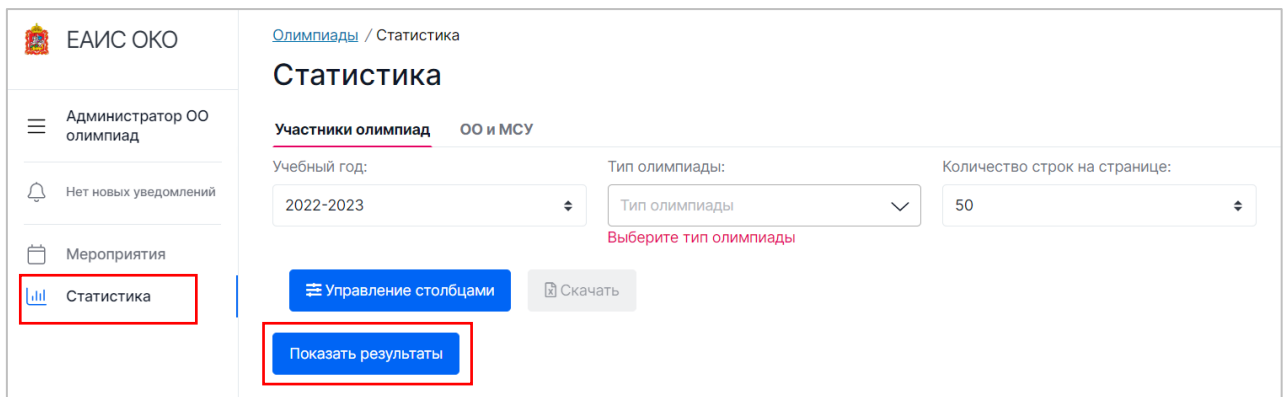 ЕАИС ОКО
Администратор ОО
олимпиад
Нет новых уведомлений
Мероприятия
Статистика
Олимпиады / Статистика
Статистика
Участники олимпиад ОО и МСУ
Учебный год: Тип олимпиады: Количество строк на странице:
2022-2023 Тип олимпиады 50
Выберите тип олимпиады
Управление столбцами Скачать
Показать результаты